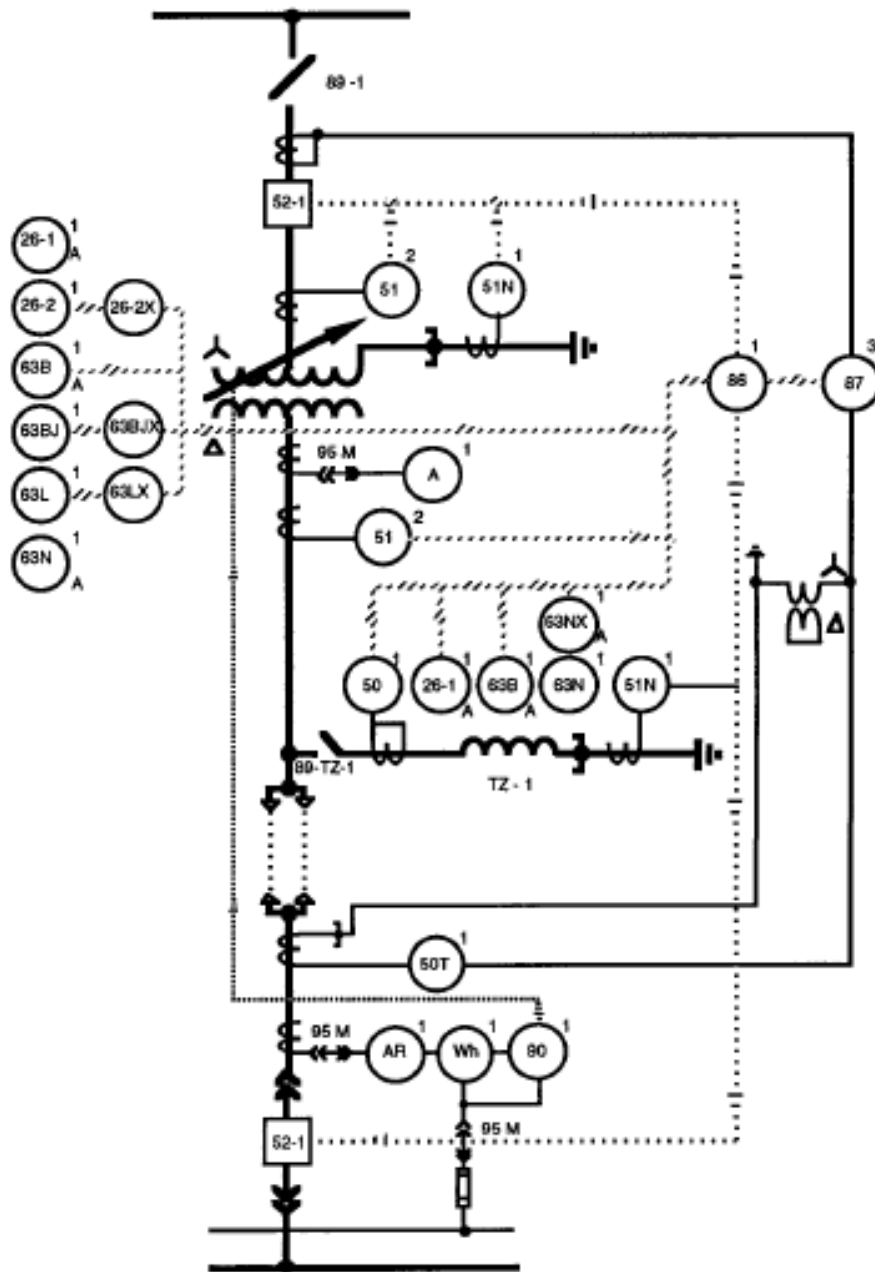 89-1
52-1
26-1 1 A
2
51
1
51N
26-2 1
26-2X
63B 1 A
86 1
87 3
63BJ 1
63BJX
Δ
95 M
A 1
63L 1
63LX
51 2
63N 1 A
63NX 1 A
Δ
50 1
26-1 1 A
63B 1 A
63N 1
51N 1
89-TZ-1
TZ - 1
50T 1
95 M
AR 1
Wh 1
90 1
52-1
95 M